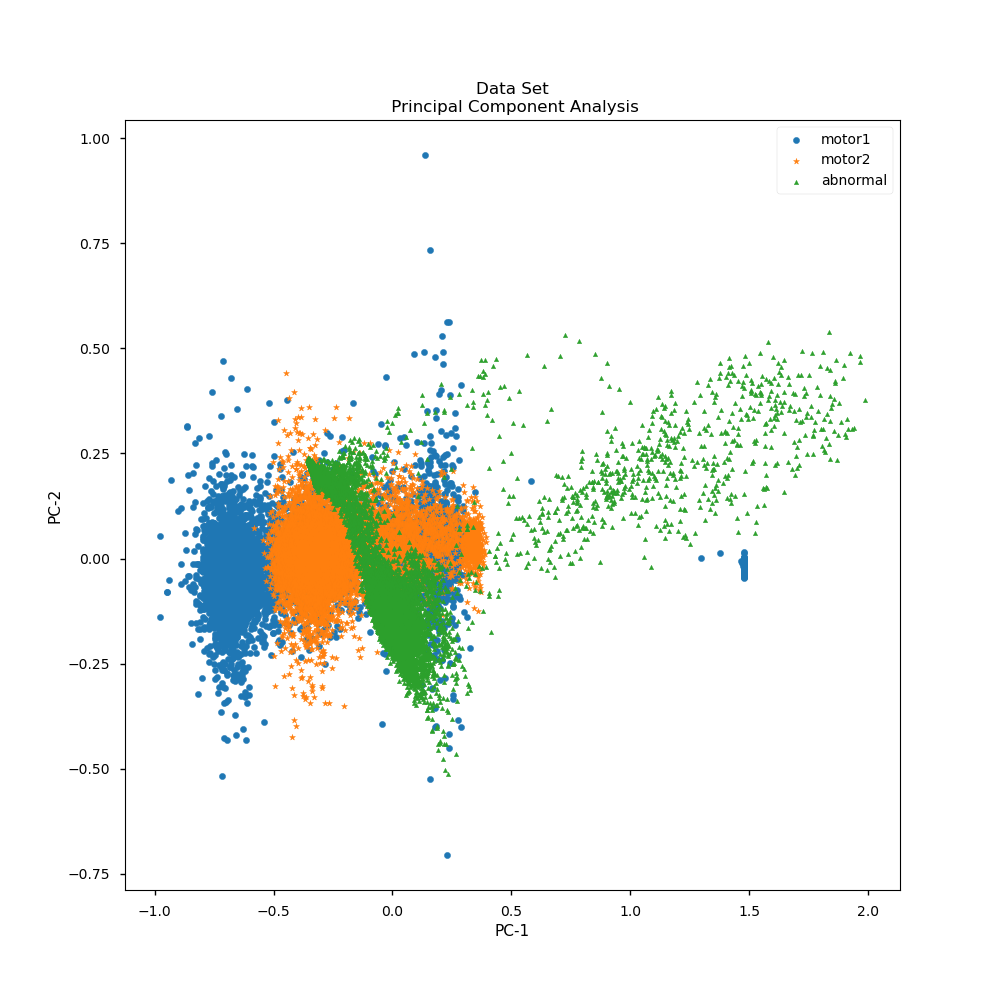 Data Set
Principal Component Analysis
motor1
motor2
abnormal
1.00
0.75
0.50
0.25
0.00
−0.25
−0.50
−0.75
PC-2
−1.0
−0.5
0.0
0.5
1.0
1.5
2.0
PC-1